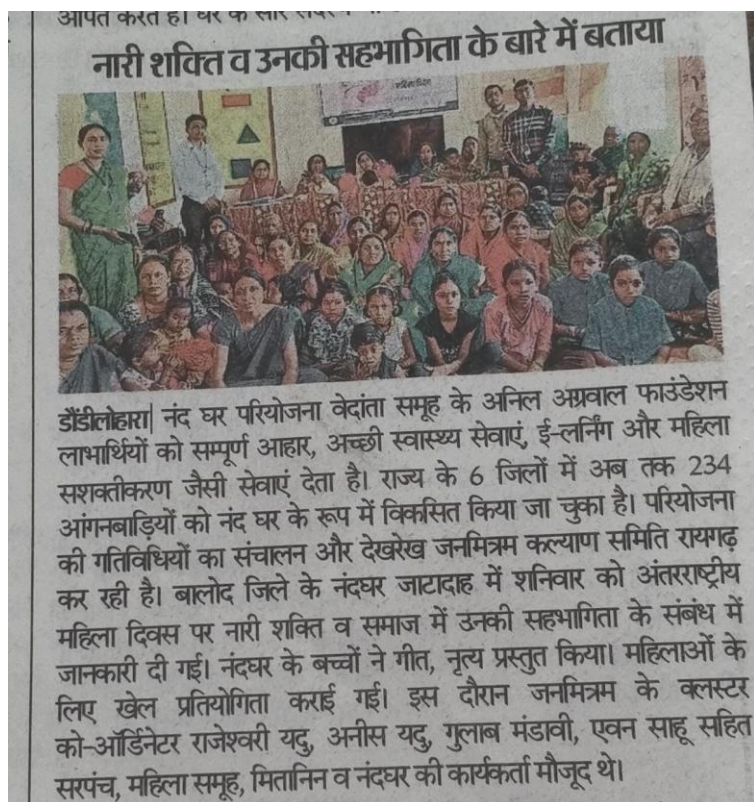 नारी शक्ति व उनकी सहभागिता के बारे में बताया
डौंडीलोहारा| नंद घर परियोजना वेदांता समूह के अनिल अग्रवाल फाउंडेशन
लाभार्थियों को सम्पूर्ण आहार, अच्छी स्वास्थ्य सेवाएं, ई-लर्निंग और महिला
सशक्तीकरण जैसी सेवाएं देता है। राज्य के 6 जिलों में अब तक 234
आंगनबाड़ियों को नंद घर के रूप में विकसित किया जा चुका है। परियोजना
की गतिविधियों का संचालन और देखरेख जनमित्रम कल्याण समिति रायगढ़
कर रही है। बालोद जिले के नंदघर जाटादाह में शनिवार को अंतरराष्ट्रीय
महिला दिवस पर नारी शक्ति व समाज में उनकी सहभागिता के संबंध में
जानकारी दी गई। नंदघर के बच्चों ने गीत, नृत्य प्रस्तुत किया। महिलाओं के
लिए खेल प्रतियोगिता कराई गई। इस दौरान जनमित्रम के क्लस्टर
को-ऑर्डिनेटर राजेश्वरी यदु, अनीस यदु, गुलाब मंडावी, एवन साहू सहित
सरपंच, महिला समूह, मितानिन व नंदघर की कार्यकर्ता मौजूद थे।